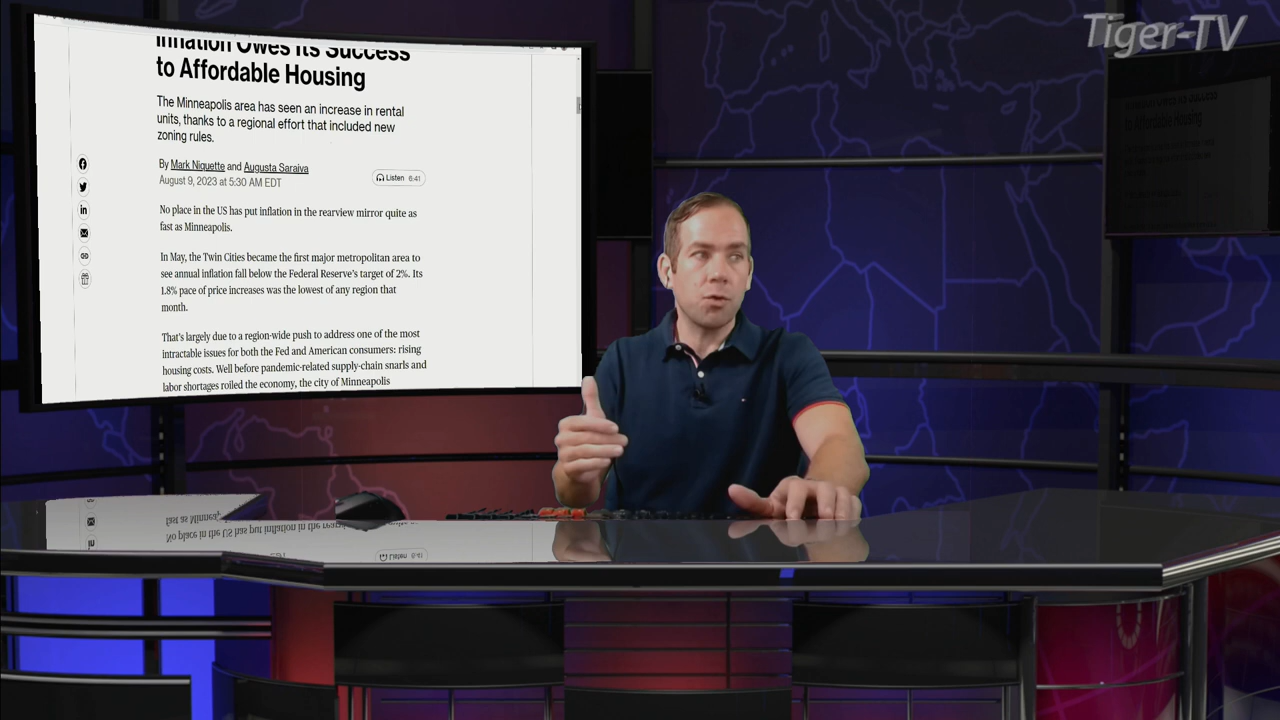 Inflation Owes Its Success
to Affordable Housing
The Minneapolis area has seen an increase in rental
units, thanks to a regional effort that included new
zoning rules.
By Mark Niquette and Augusta Saraiva
August 9, 2023 at 5:30 AM EDT
Listen 6:41
No place in the US has put inflation in the rearview mirror quite as
fast as Minneapolis.
In May, the Twin Cities became the first major metropolitan area to
see annual inflation fall below the Federal Reserve's target of 2%. Its
1.8% pace of price increases was the lowest of any region that
month.
That's largely due to a region-wide push to address one of the most
intractable issues for both the Fed and American consumers: rising
housing costs. Well before pandemic-related supply-chain snarls and
labor shortages roiled the economy, the city of Minneapolis
Tiger-TV